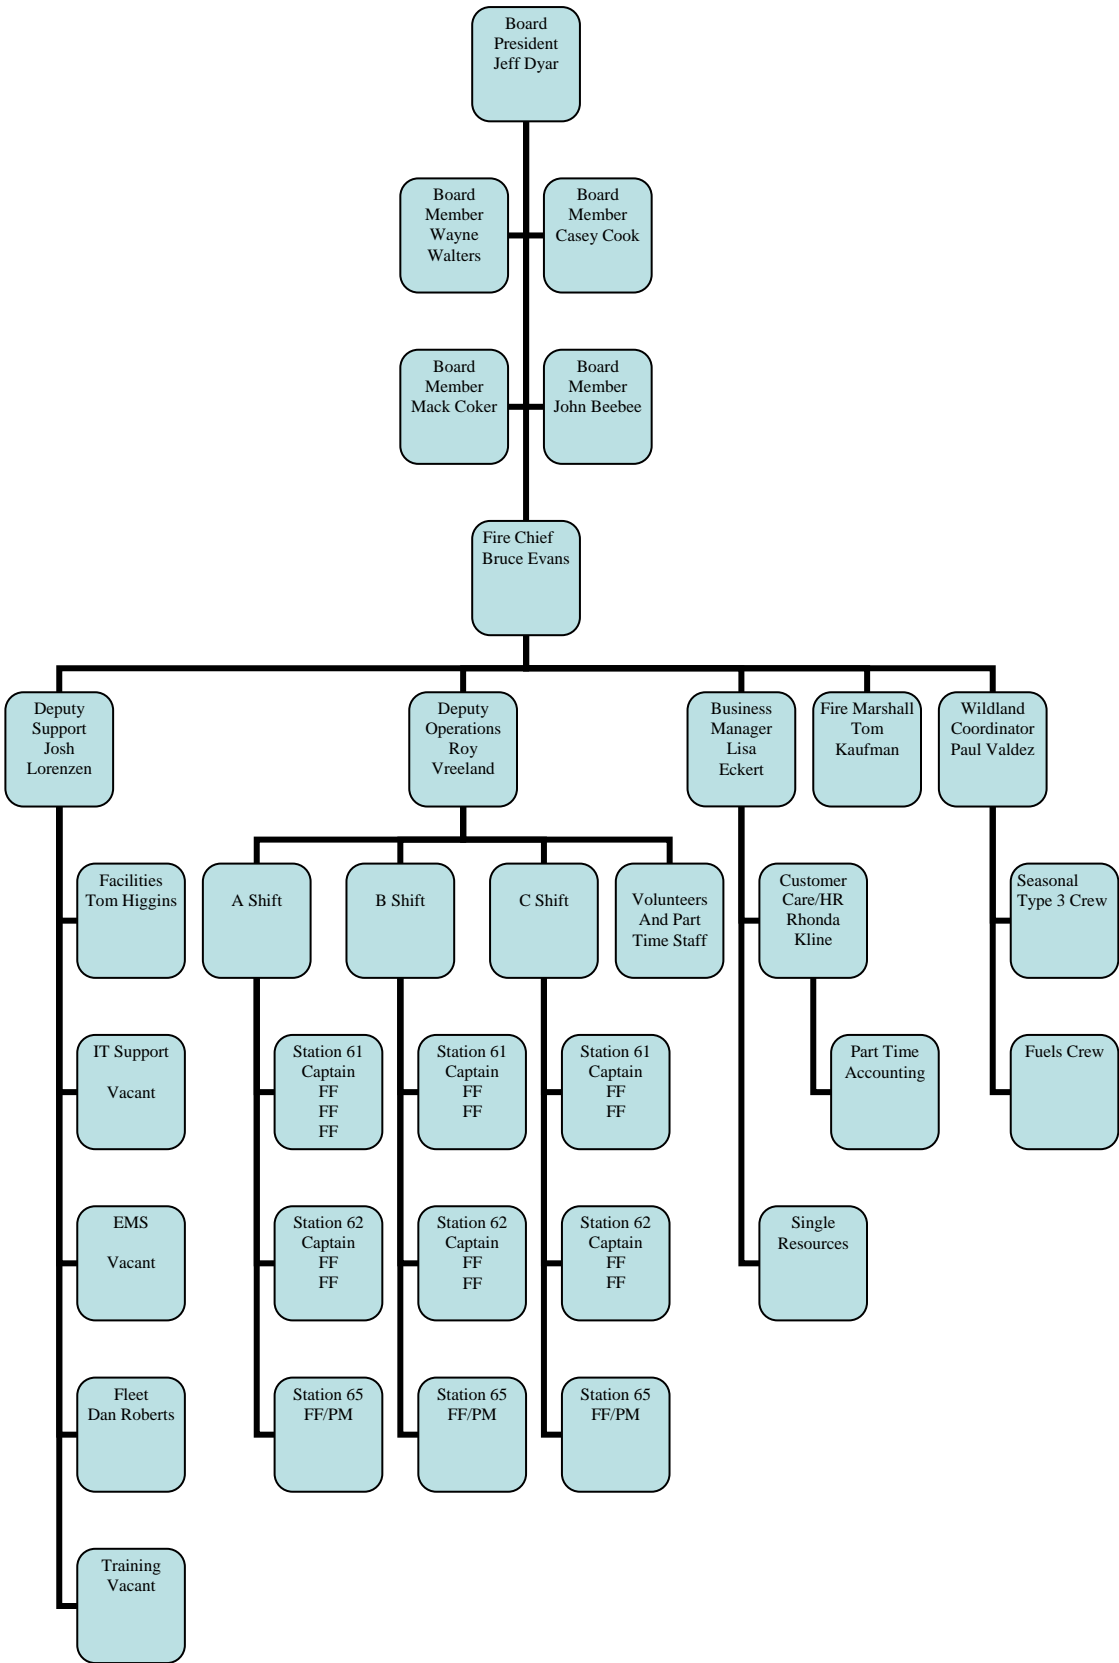 Board
President
Jeff Dyar
Board
Member
Wayne
Walters
Board
Member
Casey Cook
Board
Member
Mack Coker
Board
Member
John Beebee
Fire Chief
Bruce Evans
Deputy
Support
Josh
Lorenzen
Deputy
Operations
Roy
Vreeland
Business
Manager
Lisa
Eckert
Fire Marshall
Tom
Kaufman
Wildland
Coordinator
Paul Valdez
Facilities
Tom Higgins
A Shift
B Shift
C Shift
Volunteers
And Part
Time Staff
Customer
Care/HR
Rhonda
Kline
Seasonal
Type 3 Crew
IT Support
Vacant
Station 61
Captain
FF
FF
FF
Station 61
Captain
FF
FF
Station 61
Captain
FF
FF
Part Time
Accounting
Fuels Crew
EMS
Vacant
Station 62
Captain
FF
FF
Station 62
Captain
FF
FF
Station 62
Captain
FF
FF
Single
Resources
Fleet
Dan Roberts
Station 65
FF/PM
Station 65
FF/PM
Station 65
FF/PM
Training
Vacant